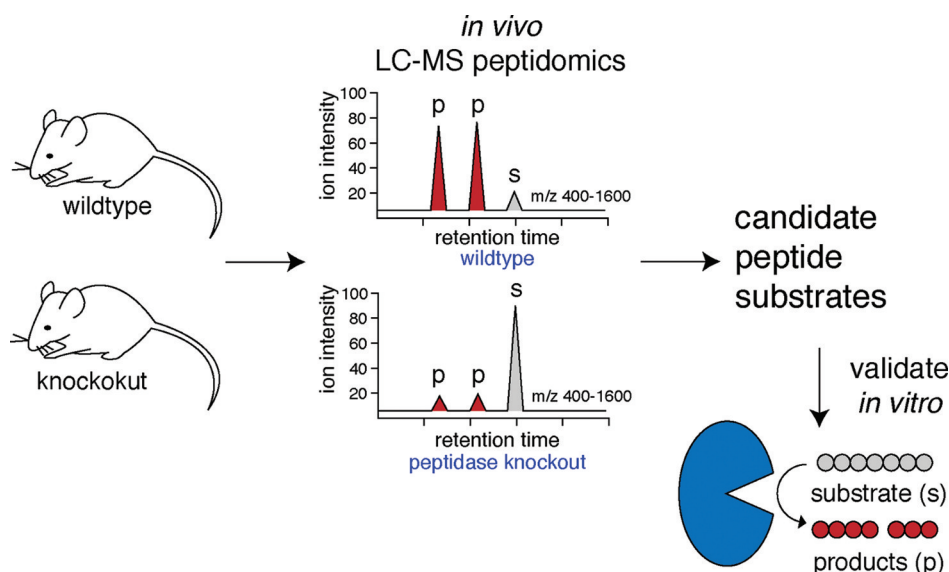 in vivo
LC-MS peptidomics
wildtype
knockokut
100
80
60
40
20
ion intensity
p
p
s
m/z 400-1600
retention time
wildtype
100
80
60
40
20
ion intensity
p
p
s
m/z 400-1600
retention time
peptidase knockout
candidate
peptide
substrates
validate
in vitro
substrate (s)
products (p)